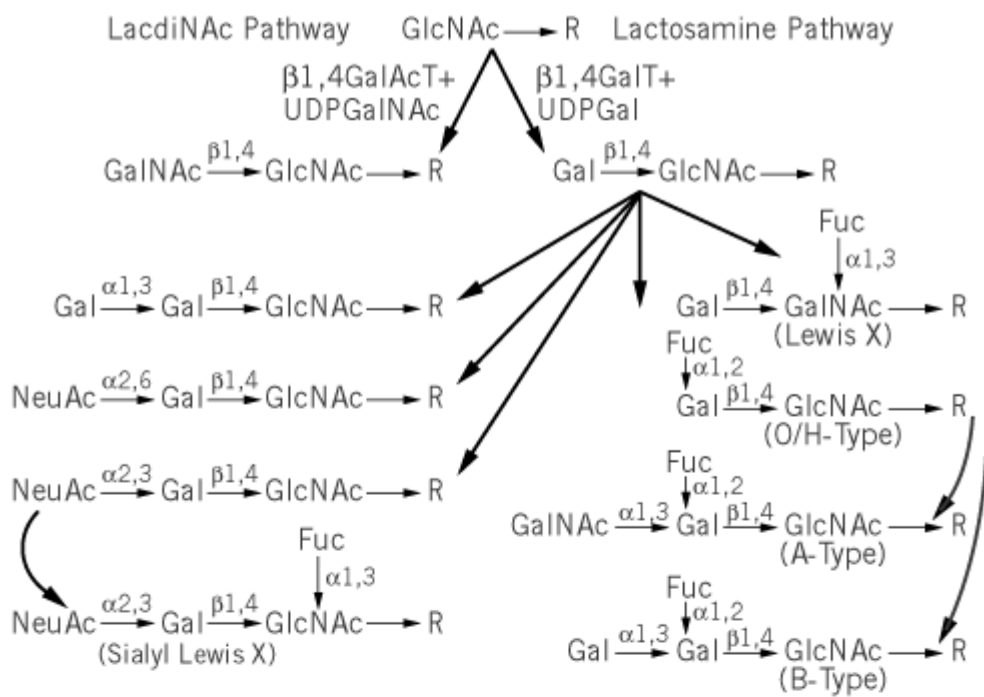 LacdiNAc Pathway GlcNAc R Lactosamine Pathway
β1,4GalAcT+ β1,4GalT+
UDPGalNAc UDPGal
GalNAc β1,4 GlcNAc R Gal β1,4 GlcNAc R
Fuc
α1,3
Gal α1,3 Gal β1,4 GlcNAc R Gal β1,4 GalNAc R
(Lewis X)
Fuc
α1,2
NeuAc α2,6 Gal β1,4 GlcNAc R Gal β1,4 GlcNAc R
(O/H-Type)
Fuc
α1,2
NeuAc α2,3 Gal β1,4 GlcNAc R
GalNAc α1,3 Gal β1,4 GlcNAc R
(A-Type)
Fuc
α1,3
Fuc
α1,2
NeuAc α2,3 Gal β1,4 GlcNAc R
(Sialyl Lewis X)
Gal α1,3 Gal β1,4 GlcNAc R
(B-Type)